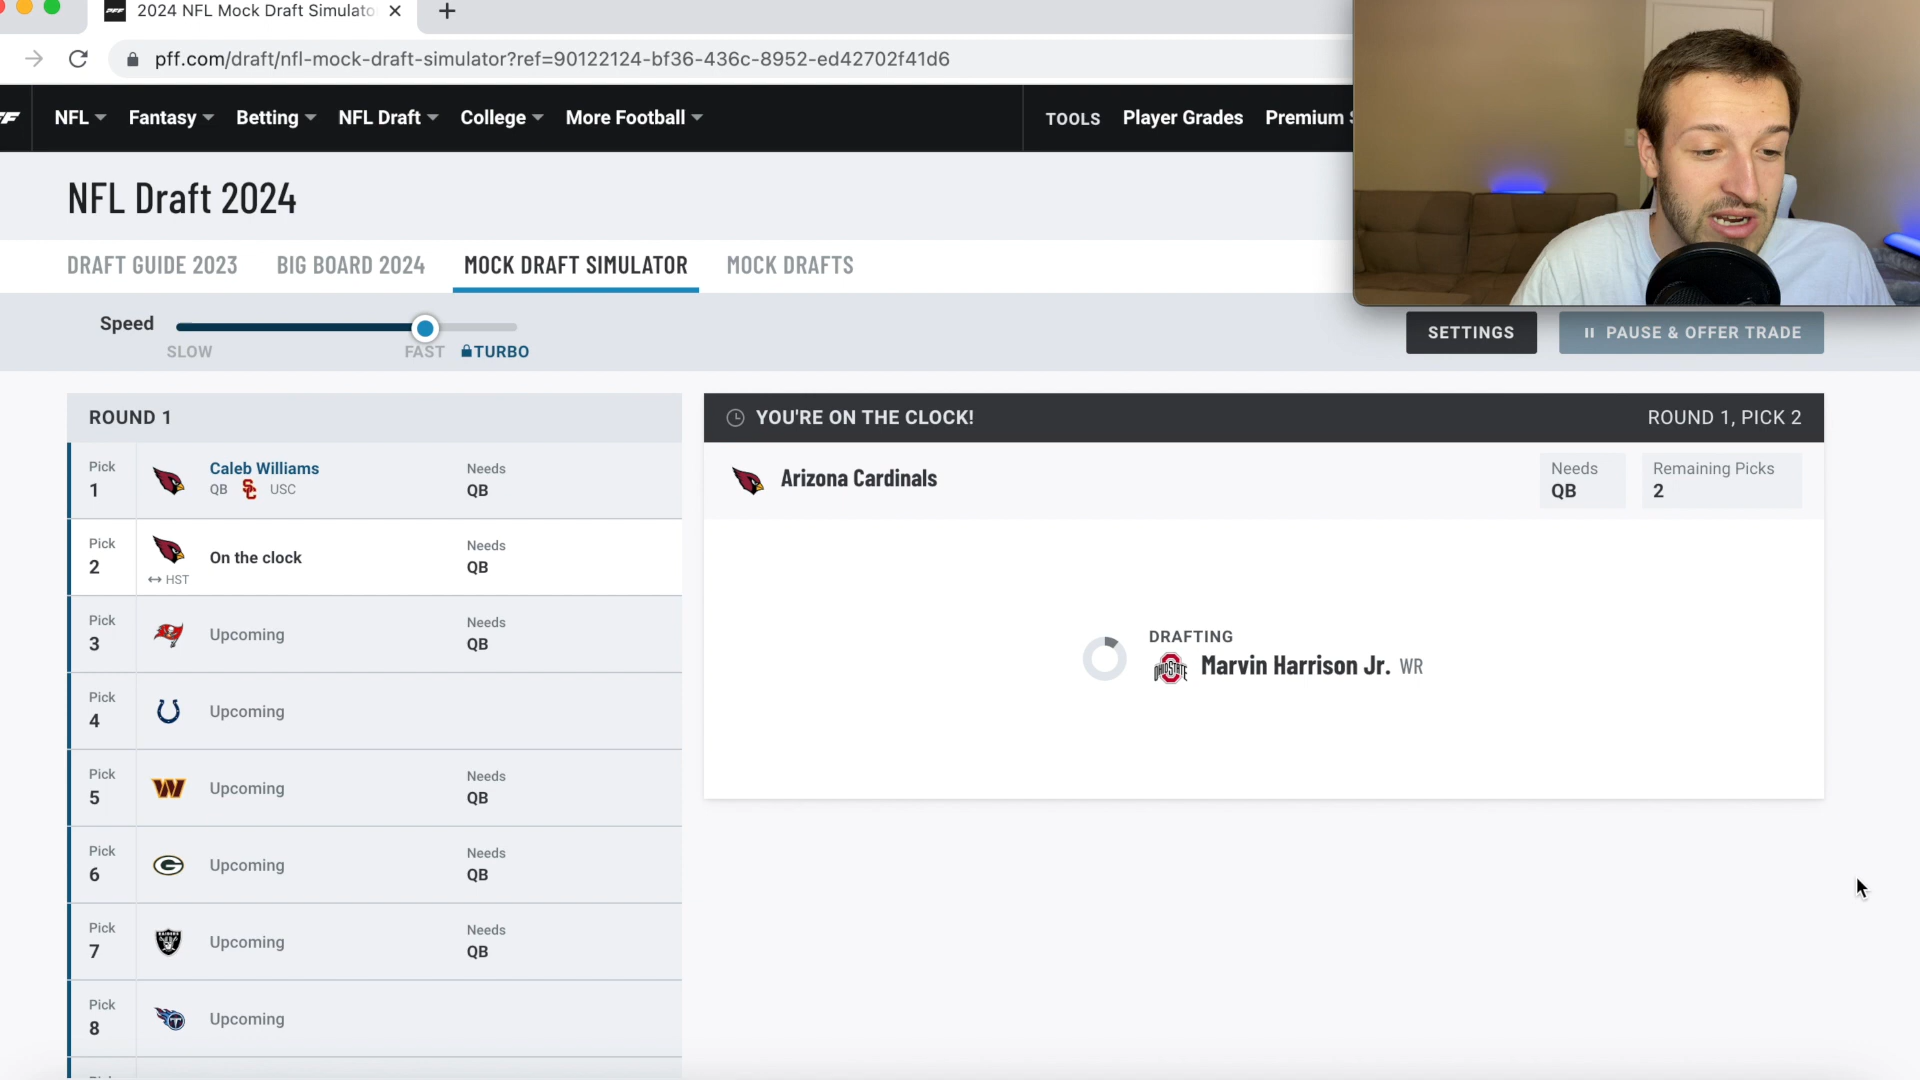 2024 NFL Mock Draft Simulato
pff.com/draft/nfl-mock-draft-simulator?ref=90122124-bf36-436c-8952-ed42702f41d6
NFL Fantasy Betting NFL Draft College More Football TOOLS Player Grades Premium
NFL Draft 2024
DRAFT GUIDE 2023 BIG BOARD 2024 MOCK DRAFT SIMULATOR MOCK DRAFTS
Speed
SLOW FAST TURBO
SETTINGS PAUSE & OFFER TRADE
ROUND 1
Pick
1
Caleb Williams
QB USC
Needs
QB
Pick
2
HST
On the clock
Needs
QB
Pick
3
Upcoming
Needs
QB
Pick
4
Upcoming
Pick
5
Upcoming
Needs
QB
Pick
6
Upcoming
Needs
QB
Pick
7
Upcoming
Needs
QB
Pick
8
Upcoming
YOU'RE ON THE CLOCK! ROUND 1, PICK 2
Arizona Cardinals
Needs
QB
Remaining Picks
2
DRAFTING
Marvin Harrison Jr. WR